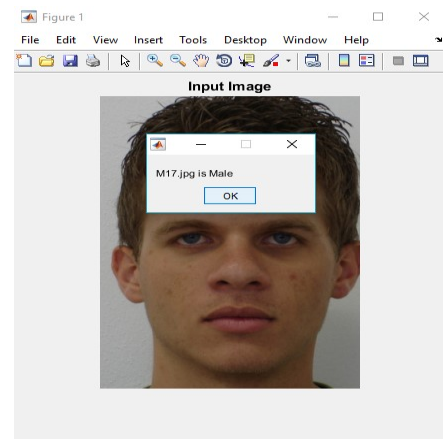 Figure 1
File Edit View Insert Tools Desktop Window Help
Input Image
M17.jpg is Male
OK